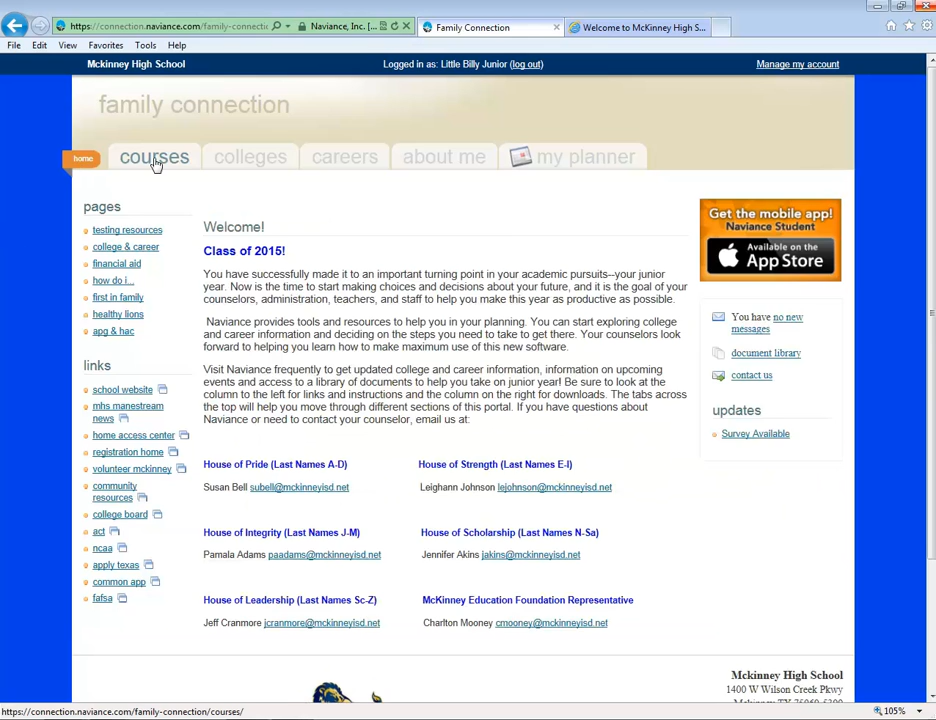 https://connection.naviance.com/family-connectic
Naviance, Inc. [...
Family Connection
Welcome to McKinney High S...
File Edit View Favorites Tools Help
McKinney High School
Logged in as: Little Billy Junior (log out)
Manage my account
family connection
home
courses
colleges
careers
about me
my planner
pages
testing resources
college & career
financial aid
how do i...
first in family
healthy lions
apg & hac
links
school website
mhs manestream
news
home access center
registration home
volunteer mckinney
community
resources
college board
act
ncaa
apply texas
common app
fafsa
Welcome!
Class of 2015!
You have successfully made it to an important turning point in your academic pursuits--your junior
year. Now is the time to start making choices and decisions about your future, and it is the goal of your
counselors, administration, teachers, and staff to help you make this year as productive as possible.
Naviance provides tools and resources to help you in your planning. You can start exploring college
and career information and deciding on the steps you need to take to get there. Your counselors look
forward to helping you learn how to make maximum use of this new software.
Visit Naviance frequently to get updated college and career information, information on upcoming
events and access to a library of documents to help you take on junior year! Be sure to look at the
column to the left for links and instructions and the column on the right for downloads. The tabs across
the top will help you move through different sections of this portal. If you have questions about
Naviance or need to contact your counselor, email us at:
House of Pride (Last Names A-D)
House of Strength (Last Names E-I)
Susan Bell subell@mckinneyisd.net
Leighann Johnson lejohnson@mckinneyisd.net
House of Integrity (Last Names J-M)
House of Scholarship (Last Names N-Sa)
Pamala Adams paadams@mckinneyisd.net
Jennifer Akins jakins@mckinneyisd.net
House of Leadership (Last Names Sc-Z)
McKinney Education Foundation Representative
Jeff Cranmore jcranmore@mckinneyisd.net
Charlton Mooney cmooney@mckinneyisd.net
Get the mobile app!
Naviance Student
Available on the
App Store
You have no new
messages
document library
contact us
updates
Survey Available
McKinney High School
1400 W Wilson Creek Pkwy
https://connection.naviance.com/family-connection/courses/
105%